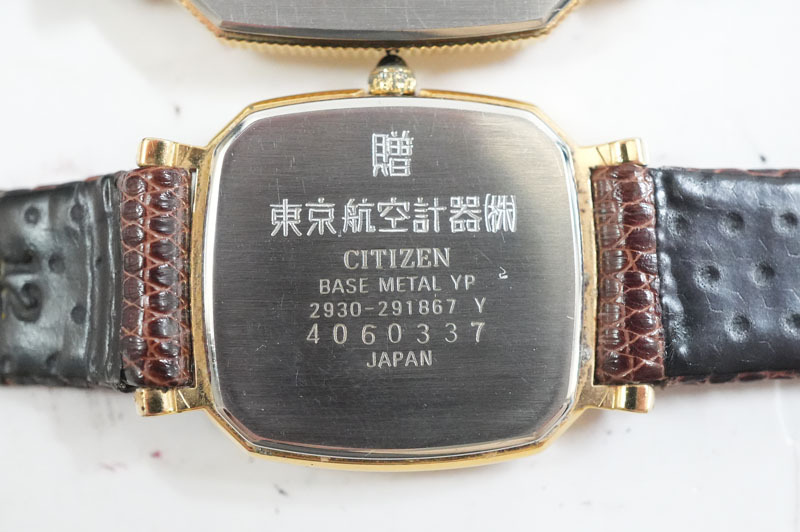 贈
東京航空計器㈱
CITIZEN
BASE METAL YP
2930-291867 Y
4060337
JAPAN